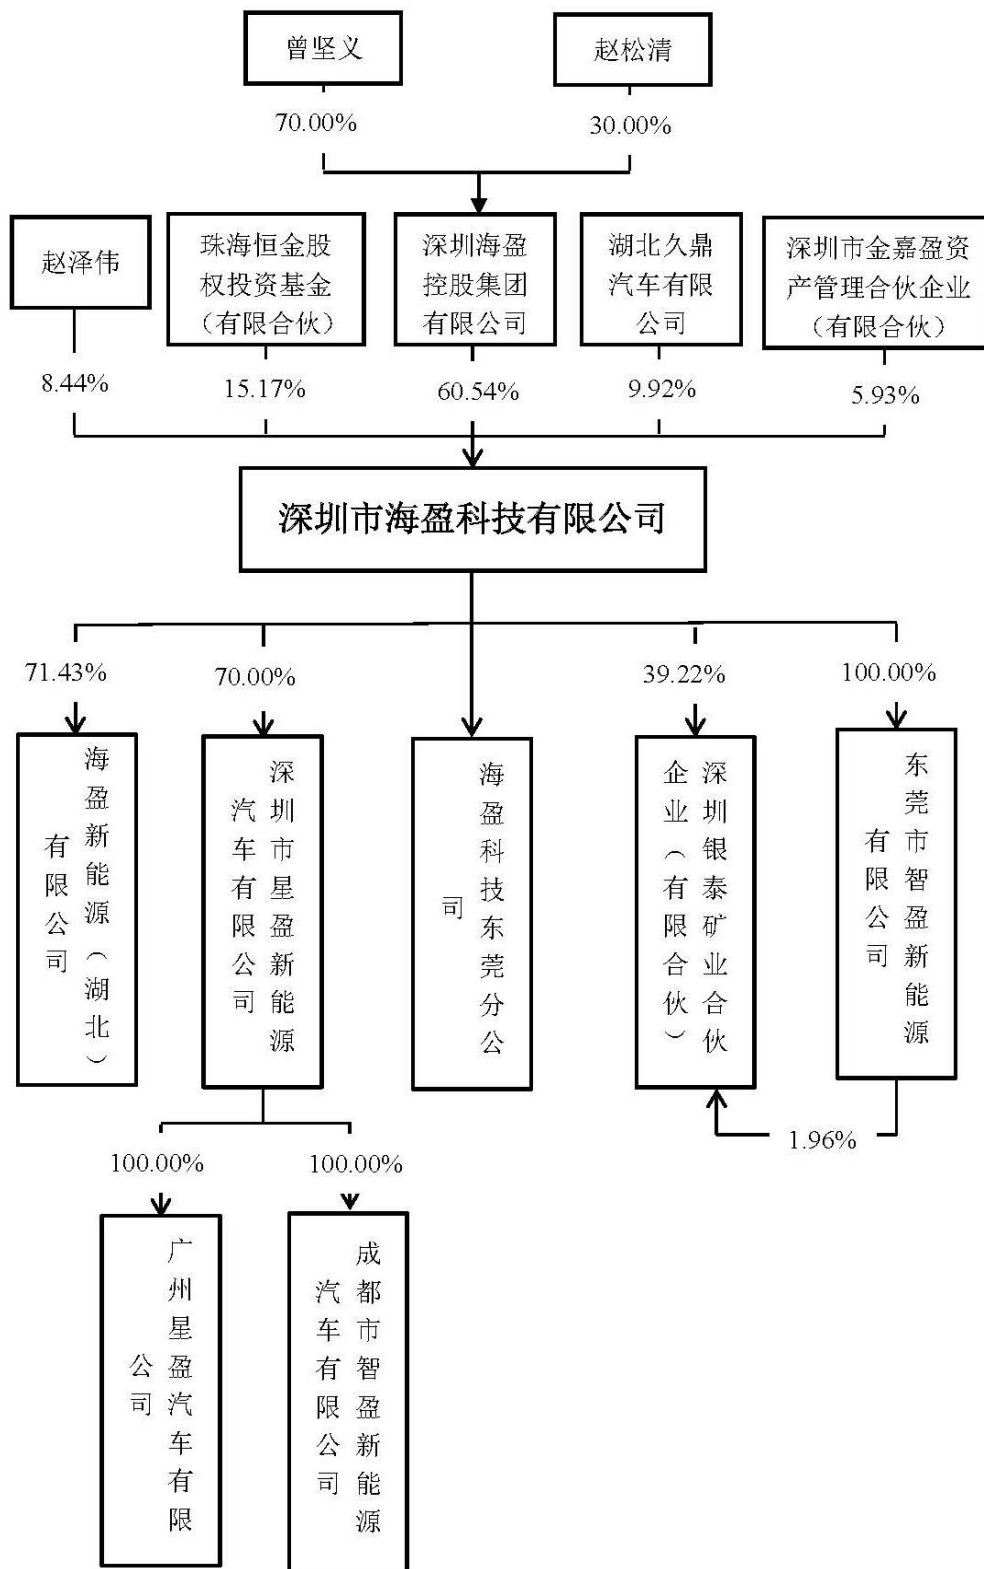 曾坚义
赵松清
70.00%
30.00%
赵泽伟
珠海恒金股
权投资基金
（有限合伙）
深圳海盈
控股集团
有限公司
湖北久鼎
汽车有限
公司
深圳市金嘉盈资
产管理合伙企业
（有限合伙）
8.44%
15.17%
60.54%
9.92%
5.93%
深圳市海盈科技有限公司
71.43%
70.00%
39.22%
100.00%
海盈新能源（湖北）
有限公司
深圳市星盈新能源
汽车有限公司
海盈科技东莞分公
司
深圳银泰矿业合伙
企业（有限合伙）
东莞市智盈新能源
有限公司
1.96%
100.00%
100.00%
广州星盈汽车有限
公司
成都市智盈新能源
汽车有限公司